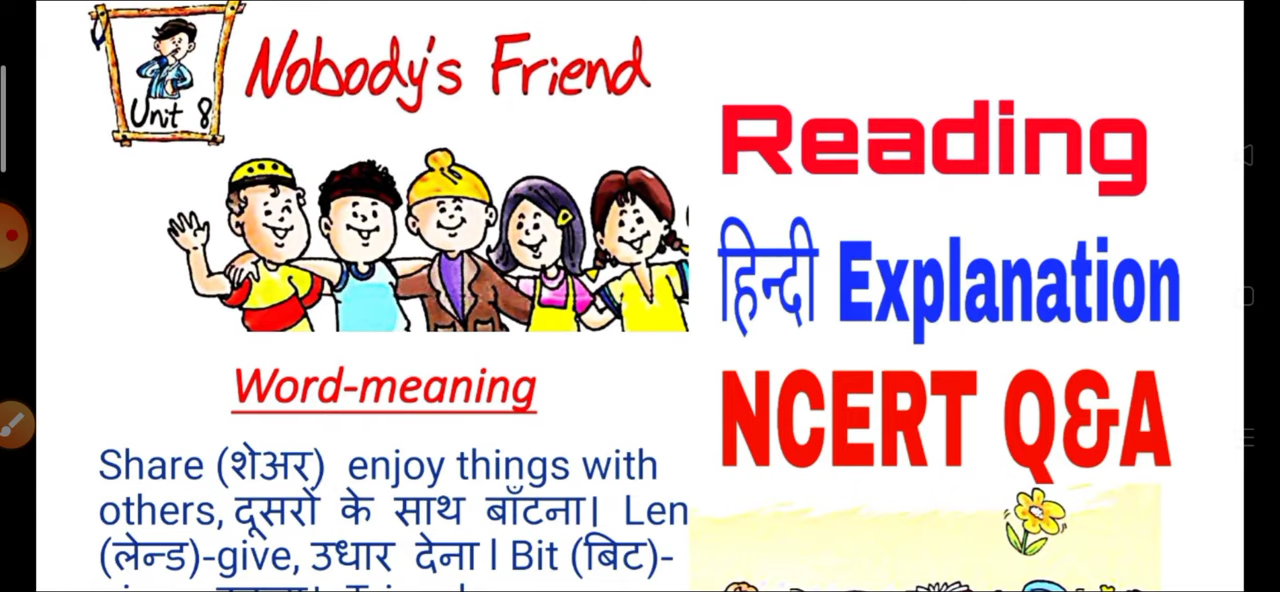 Unit 8
Nobody's Friend
Word-meaning
Share (शेअर) enjoy things with
others, दूसरों के साथ बाँटना। Len
(लेन्ड)-give, उधार देना l Bit (बिट)-
Reading
हिन्दी Explanation
NCERT Q&A